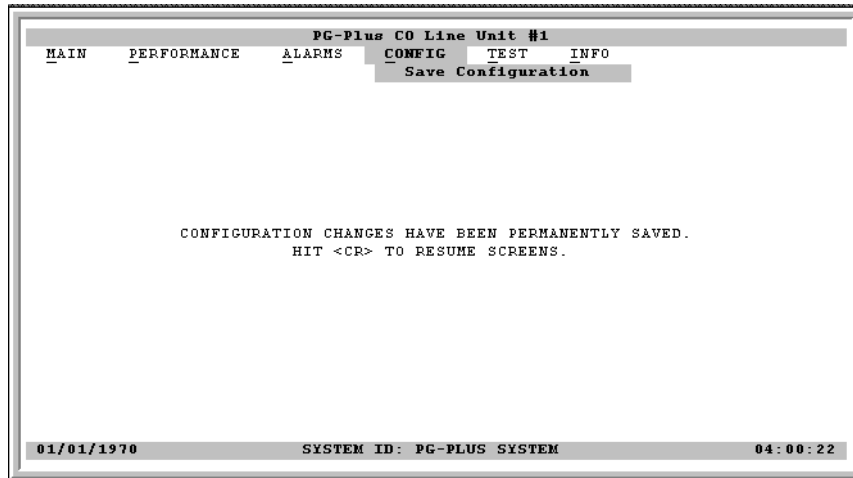 PG-Plus CO Line Unit #1
MAIN PERFORMANCE ALARMS CONFIG TEST INFO
Save Configuration
CONFIGURATION CHANGES HAVE BEEN PERMANENTLY SAVED.
HIT <CR> TO RESUME SCREENS.
01/01/1970 SYSTEM ID: PG-PLUS SYSTEM 04:00:22